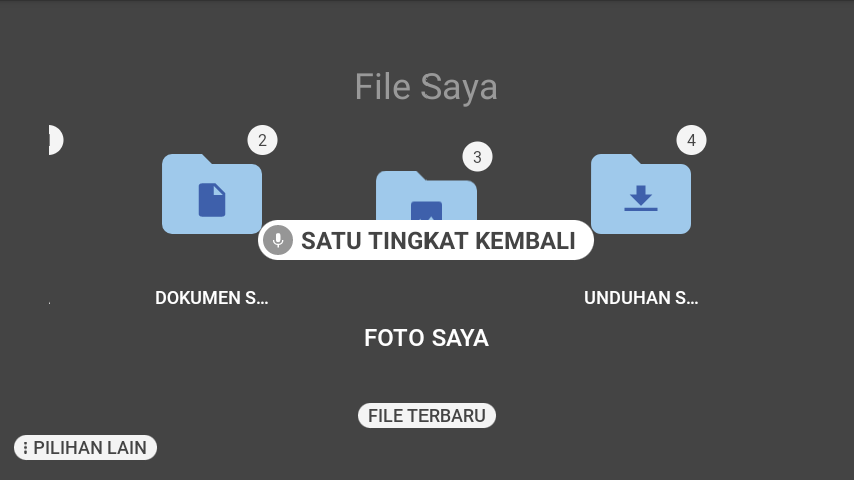 File Saya
2
3
4
SATU TINGKAT KEMBALI
DOKUMEN S...
UNDUHAN S...
FOTO SAYA
FILE TERBARU
PILIHAN LAIN